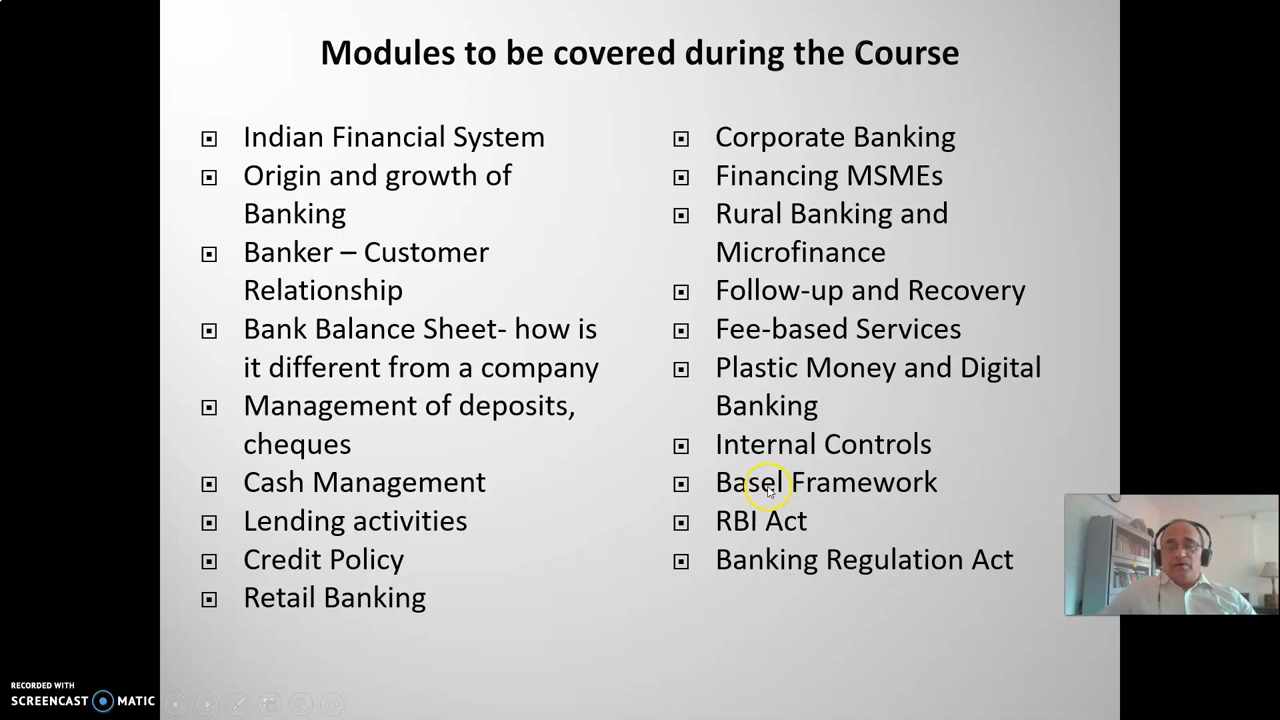 Modules to be covered during the Course
Indian Financial System
Origin and growth of
Banking
Banker – Customer
Relationship
Bank Balance Sheet- how is
it different from a company
Management of deposits,
cheques
Cash Management
Lending activities
Credit Policy
Retail Banking
Corporate Banking
Financing MSMEs
Rural Banking and
Microfinance
Follow-up and Recovery
Fee-based Services
Plastic Money and Digital
Banking
Internal Controls
Basel Framework
RBI Act
Banking Regulation Act
RECORDED WITH
SCREENCAST MATIC